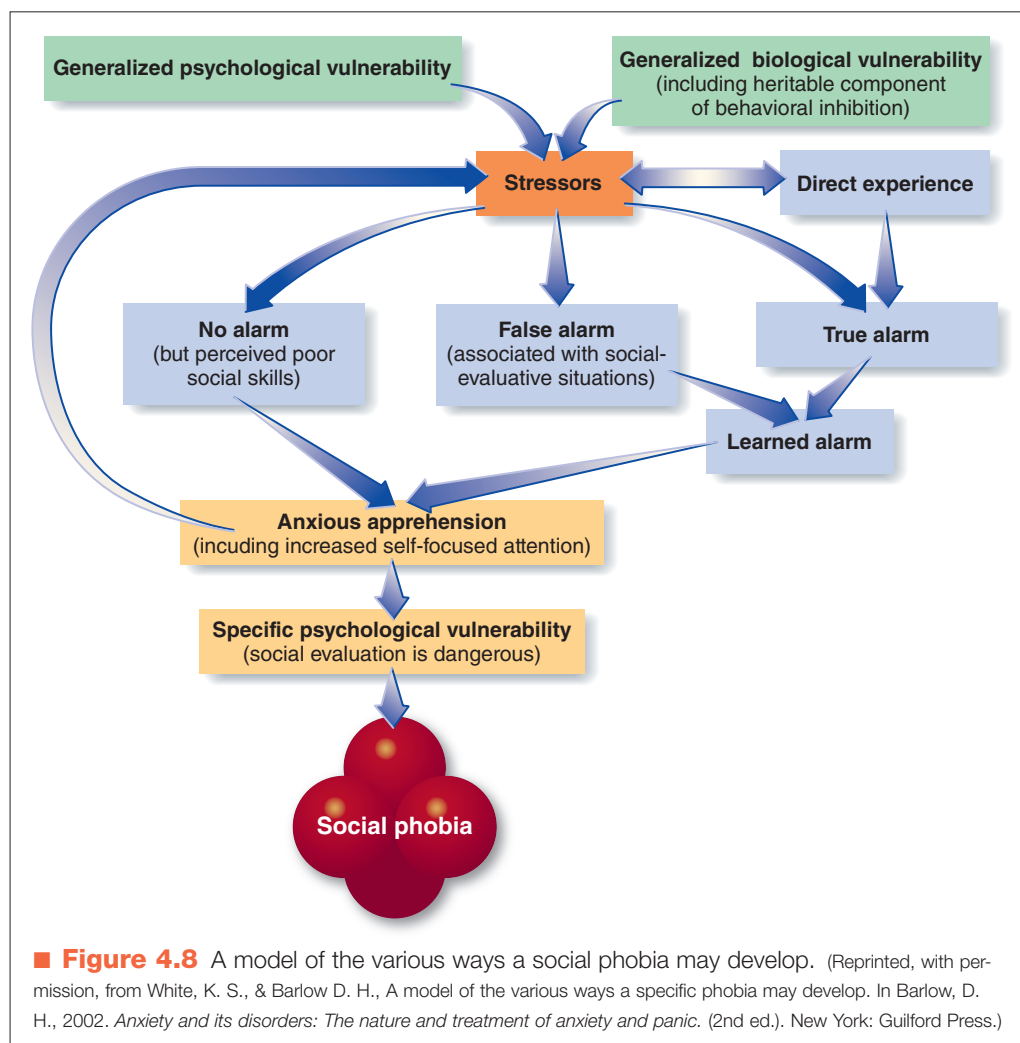 Generalized psychological vulnerability
Generalized biological vulnerability
(including heritable component
of behavioral inhibition)
Stressors
Direct experience
No alarm
(but perceived poor
social skills)
False alarm
(associated with social-
evaluative situations)
True alarm
Learned alarm
Anxious apprehension
(incuding increased self-focused attention)
Specific psychological vulnerability
(social evaluation is dangerous)
Social phobia
■ Figure 4.8 A model of the various ways a social phobia may develop. (Reprinted, with per-
mission, from White, K. S., & Barlow D. H., A model of the various ways a specific phobia may develop. In Barlow, D.
H., 2002. Anxiety and its disorders: The nature and treatment of anxiety and panic. (2nd ed.). New York: Guilford Press.)